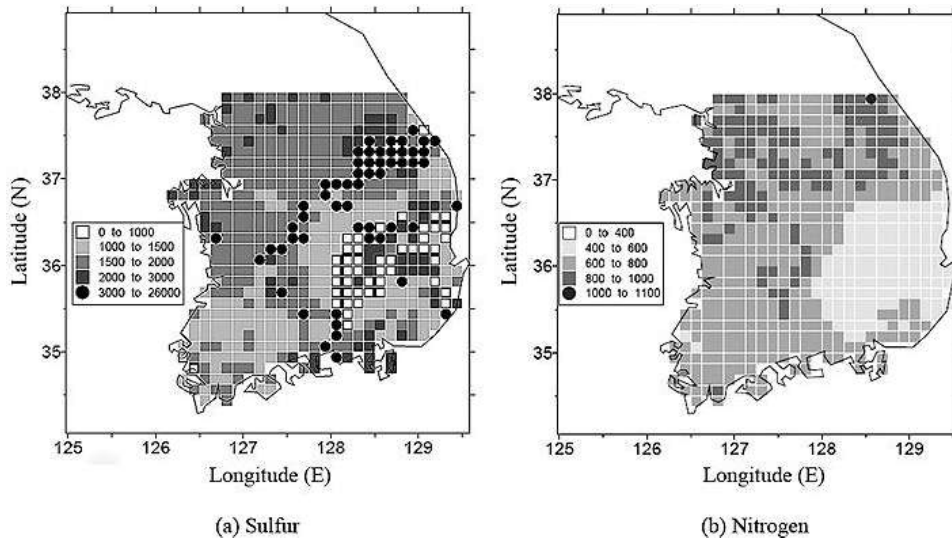 38
37
36
35
Latitude (N)
0 to 1000
1000 to 1500
1500 to 2000
2000 to 3000
3000 to 26000
125 126 127 128 129
Longitude (E)
(a) Sulfur
38
37
36
35
Latitude (N)
0 to 400
400 to 600
600 to 800
800 to 1000
1000 to 1100
125 126 127 128 129
Longitude (E)
(b) Nitrogen